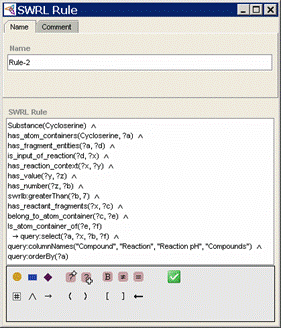 SWRL Rule
Name
Comment
Name
Rule-2
SWRL Rule
Substance(Cycloserine) ∧
has_atom_containers(Cycloserine, ?a) ∧
has_fragment_entities(?a, ?d) ∧
is_input_of_reaction(?d, ?x) ∧
has_reaction_context(?x, ?y) ∧
has_value(?y, ?z) ∧
has_number(?z, ?b) ∧
swrlb:greaterThan(?b, 7) ∧
has_reactant_fragments(?x, ?c) ∧
belong_to_atom_container(?c, ?e) ∧
Is_atom_container_of(?e, ?f)
→ query:select(?a, ?x, ?b, ?f) ∧
query:columnNames("Compound", "Reaction", "Reaction pH", "Compounds") ∧
query:orderBy(?a)
? ? B ≠ =
∧ → ( ) [ ] ←